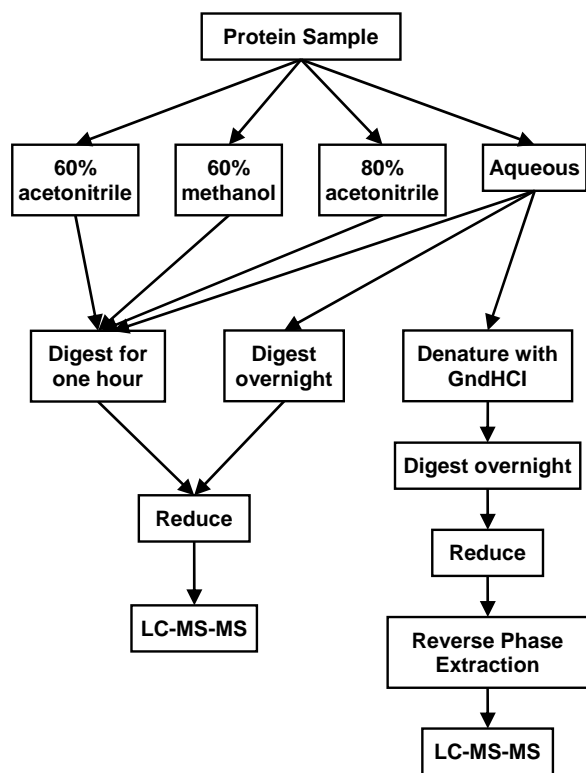 Protein Sample
60%
acetonitrile
60%
methanol
80%
acetonitrile
Aqueous
Digest for
one hour
Digest
overnight
Denature with
GndHCl
Digest overnight
Reduce
Reduce
LC-MS-MS
Reverse Phase
Extraction
LC-MS-MS